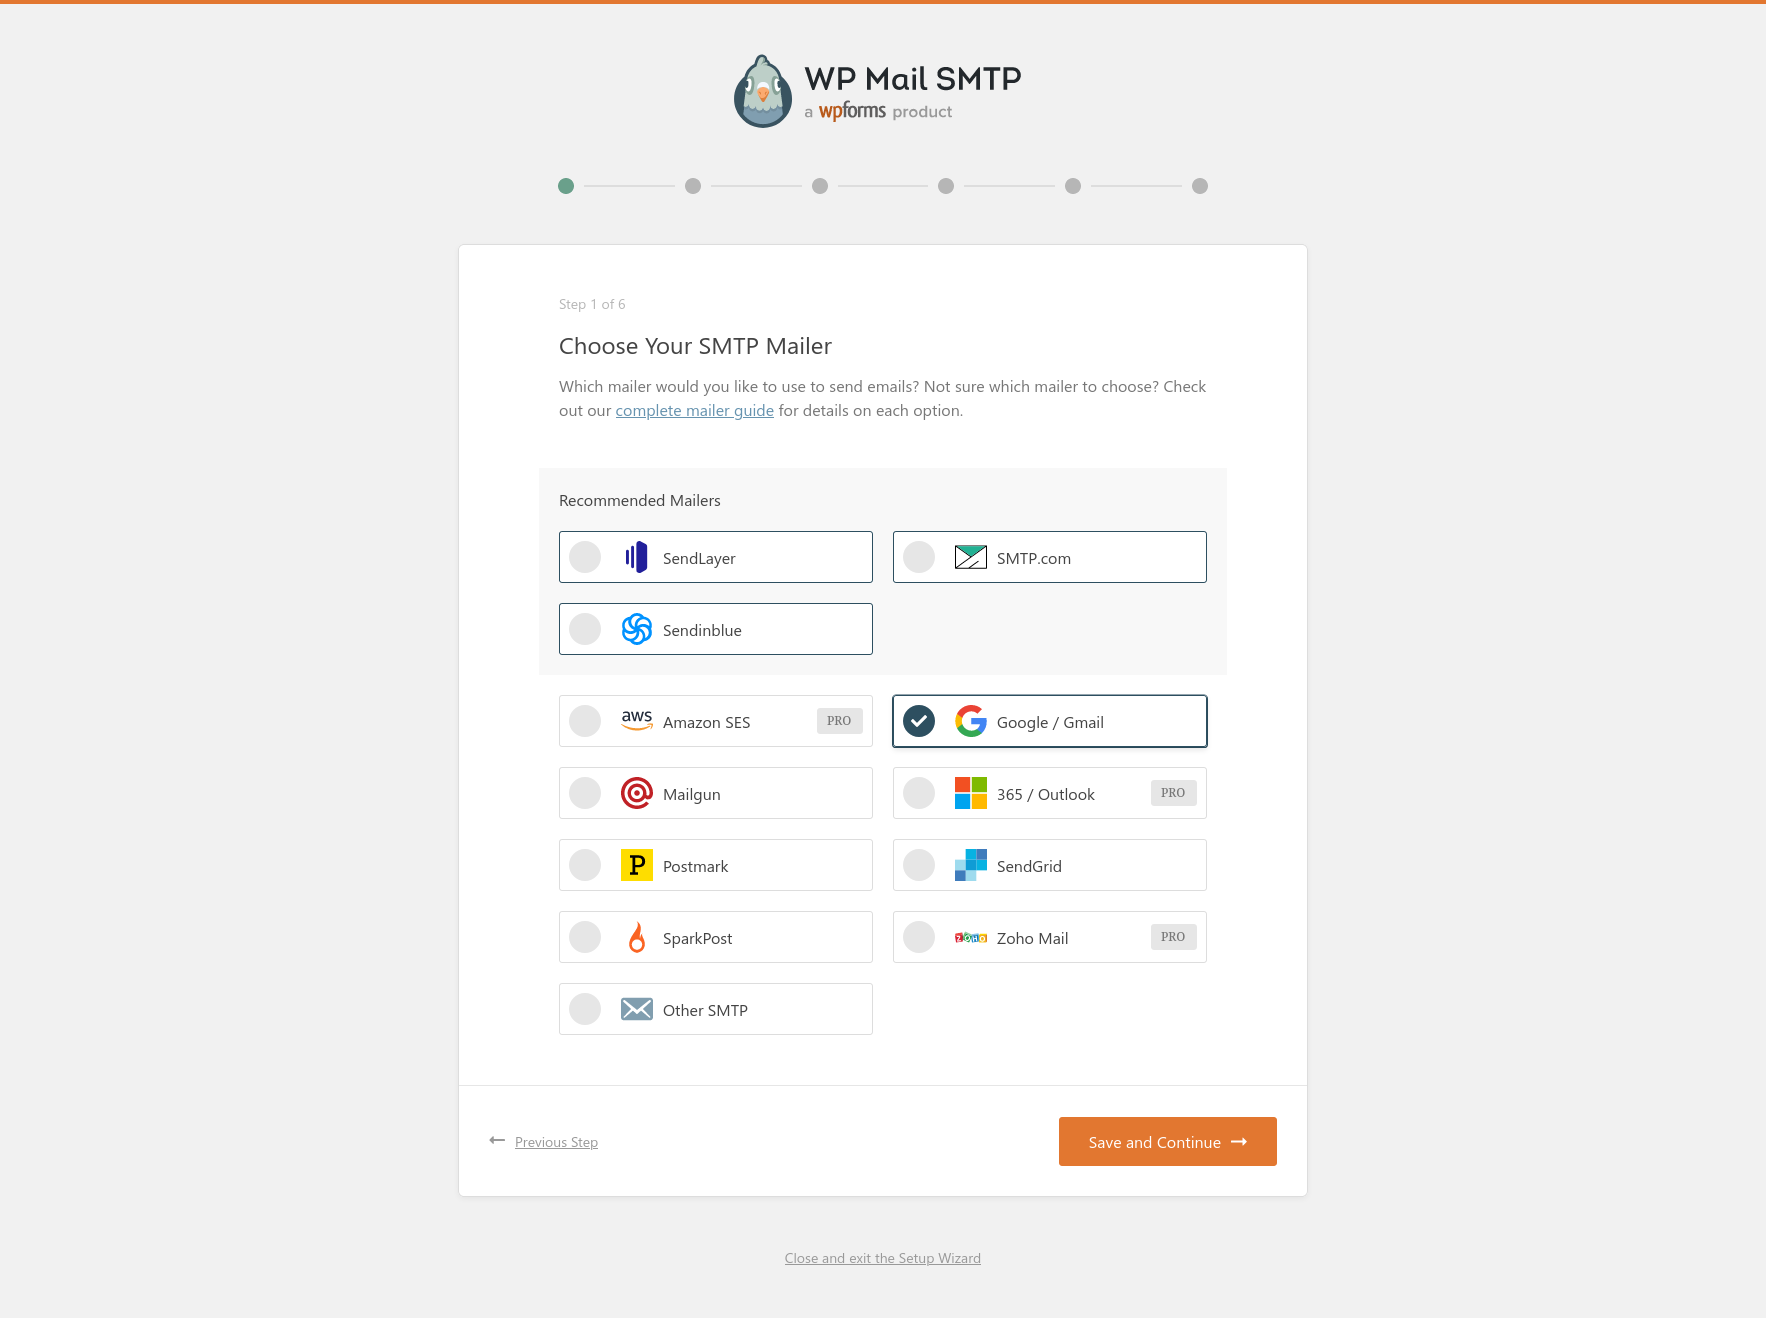 WP Mail SMTP
a wpforms product
Step 1 of 6
Choose Your SMTP Mailer
Which mailer would you like to use to send emails? Not sure which mailer to choose? Check
out our complete mailer guide for details on each option.
Recommended Mailers
SendLayer
SMTP.com
Sendinblue
aws Amazon SES PRO
Google / Gmail
Mailgun
365 / Outlook PRO
P Postmark
SendGrid
SparkPost
ZOHO Zoho Mail PRO
Other SMTP
Previous Step
Save and Continue
Close and exit the Setup Wizard